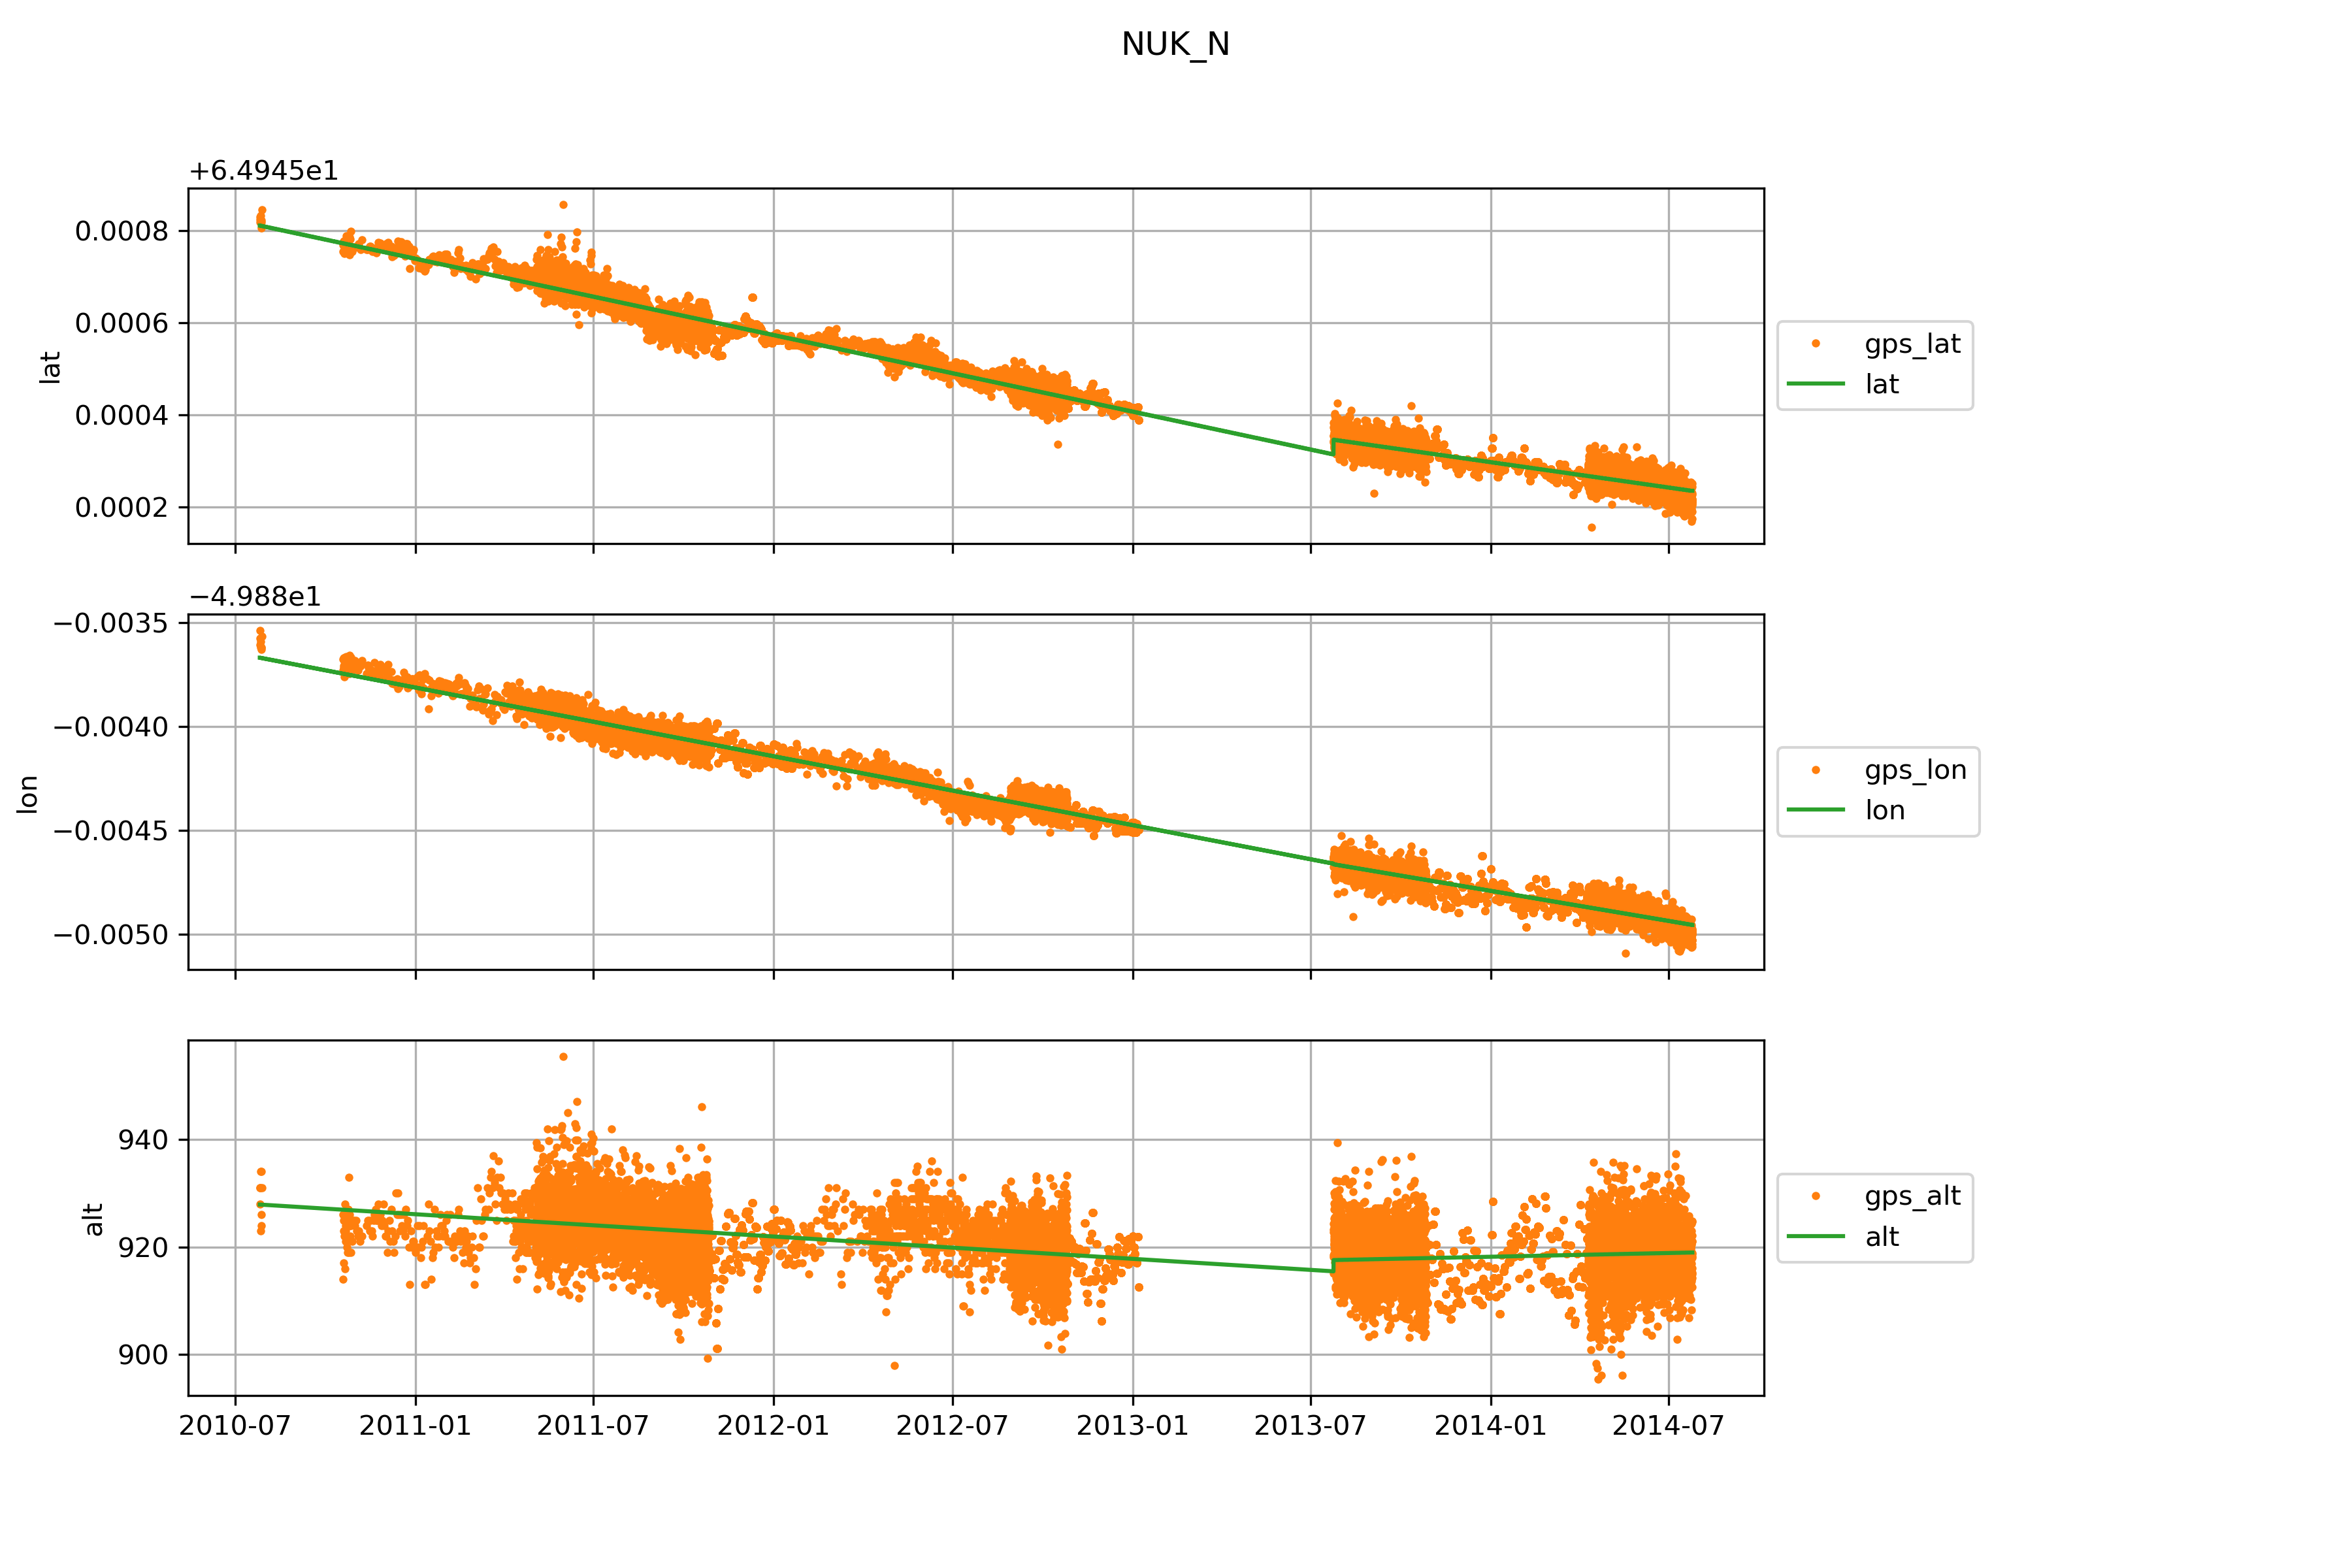 NUK_N
+6.4945e1
0.0008
0.0006
0.0004
0.0002
lat
gps_lat
lat
−4.988e1
−0.0035
−0.0040
−0.0045
−0.0050
lon
gps_lon
lon
940
920
900
alt
gps_alt
alt
2010-07 2011-01 2011-07 2012-01 2012-07 2013-01 2013-07 2014-01 2014-07